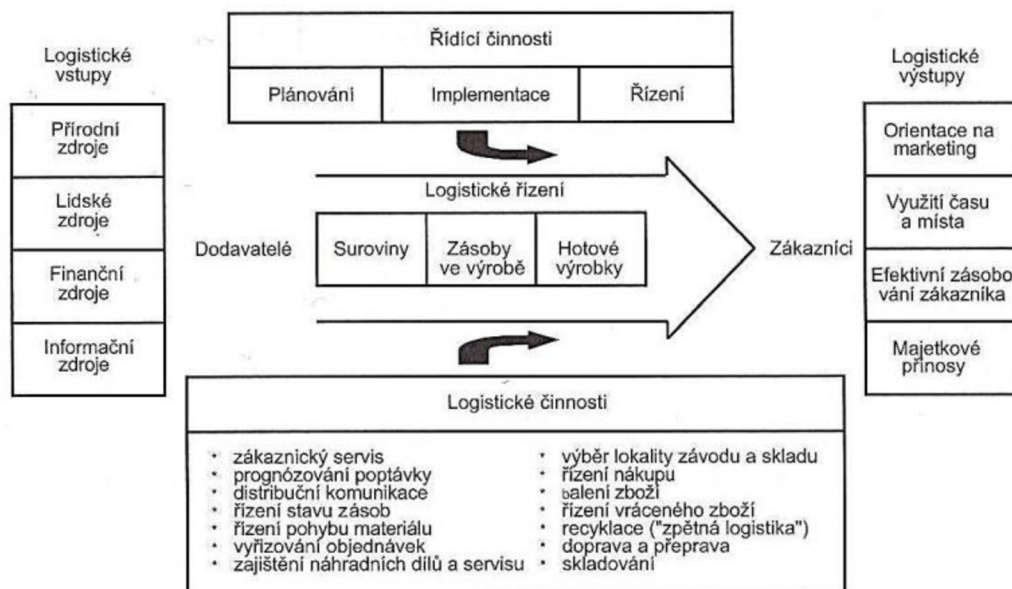 Řídící činnosti
Plánování
Implementace
Řízení
Logistické
vstupy
Přírodní
zdroje
Lidské
zdroje
Finanční
zdroje
Informační
zdroje
Logistické řízení
Dodavatelé
Suroviny
Zásoby
ve výrobě
Hotové
výrobky
Zákazníci
Logistické
výstupy
Orientace na
marketing
Využití času
a místa
Efektivní zásobo
vání zákazníka
Majetkové
přínosy
Logistické činnosti
* zákaznický servis
* prognózování poptávky
* distribuční komunikace
* řízení stavu zásob
* řízení pohybu materiálu
* vyřizování objednávek
* zajištění náhradních dílů a servisu
* výběr lokality závodu a skladu
* řízení nákupu
* balení zboží
* řízení vráceného zboží
* recyklace ("zpětná logistika")
* doprava a přeprava
* skladování